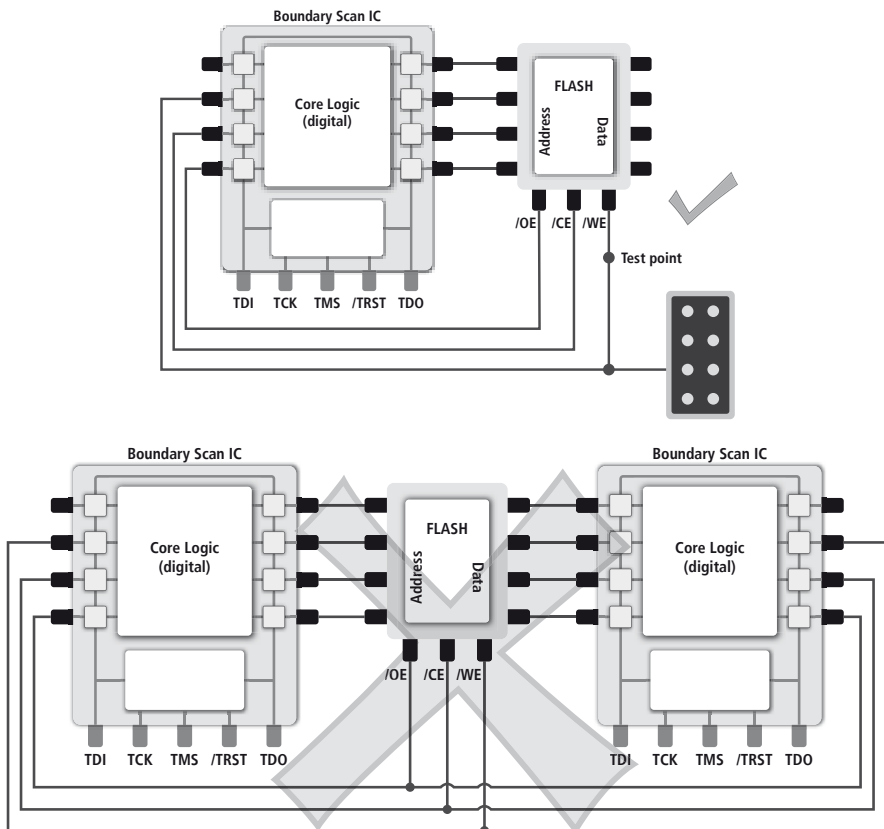 Boundary Scan IC
Core Logic
(digital)
FLASH
Address
Data
/OE /CE /WE
Test point
TDI TCK TMS /TRST TDO
Boundary Scan IC
Boundary Scan IC
Core Logic
(digital)
FLASH
Address
Data
Core Logic
(digital)
/OE /CE /WE
TDI TCK TMS /TRST TDO
TDI TCK TMS /TRST TDO